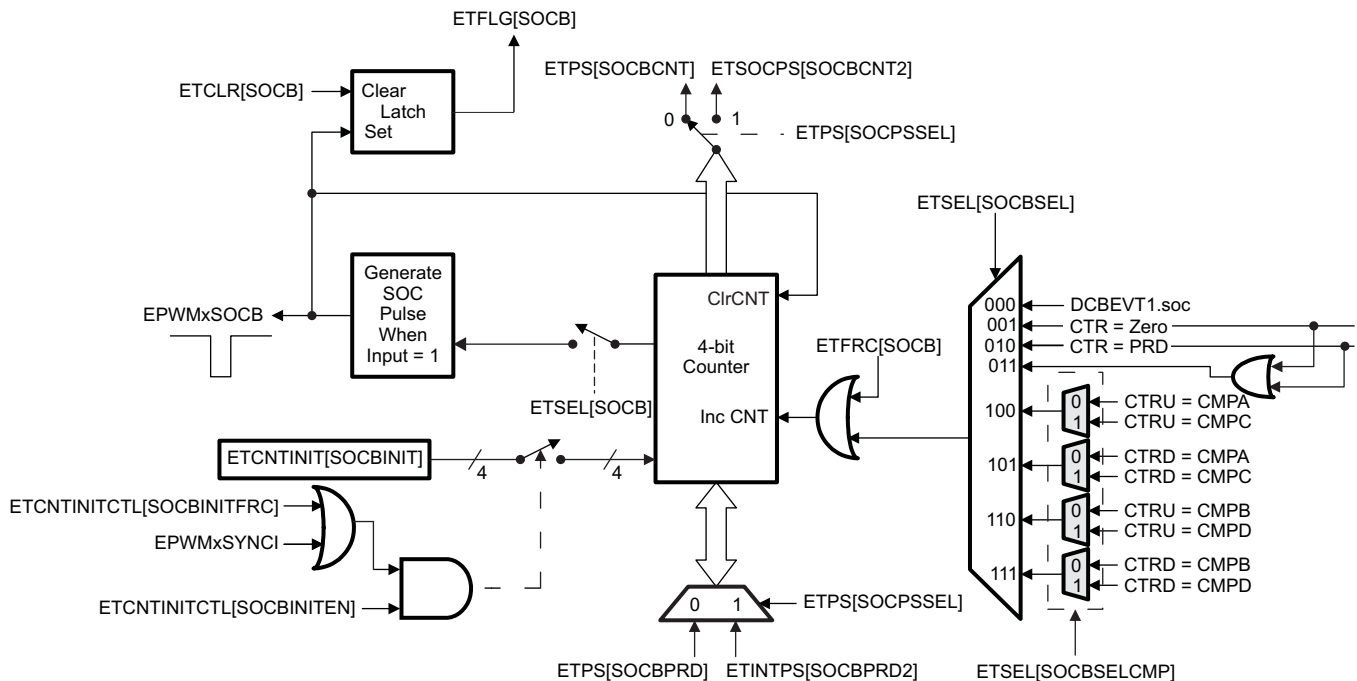 ETFLG[SOCB]
ETCLR[SOCB]
Clear
Latch
Set
ETPS[SOCBCNT] ETSOCPS[SOCBCNT2]
0 1
ETPS[SOCPSSEL]
ETSEL[SOCBSEL]
Generate
SOC
Pulse
When
Input = 1
EPWMxSOCB
ClrCNT
4-bit
Counter
Inc CNT
ETSEL[SOCB]
ETFRC[SOCB]
000
001
010
011
100
101
110
111
DCBEVT1.soc
CTR = Zero
CTR = PRD
0 CTRU = CMPA
1 CTRU = CMPC
0 CTRD = CMPA
1 CTRD = CMPC
0 CTRU = CMPB
1 CTRU = CMPD
0 CTRD = CMPB
1 CTRD = CMPD
ETSEL[SOCBSELCMP]
ETCNTINIT[SOCBINIT]
4 4
ETCNTINITCTL[SOCBINITFRC]
EPWMxSYNCI
ETCNTINITCTL[SOCBINITEN]
0 1
ETPS[SOCPSSEL]
ETPS[SOCBPRD] ETINTPS[SOCBPRD2]